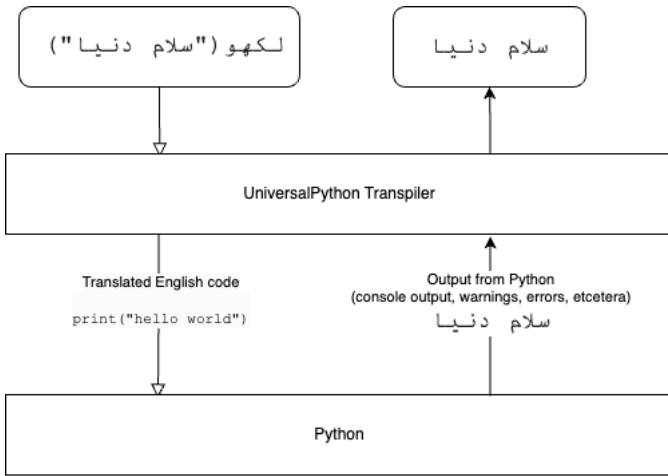 لکھو("سلام دنیا")
سلام دنیا
UniversalPython Transpiler
Translated English code
print("hello world")
Output from Python
(console output, warnings, errors, etcetera)
سلام دنیا
Python